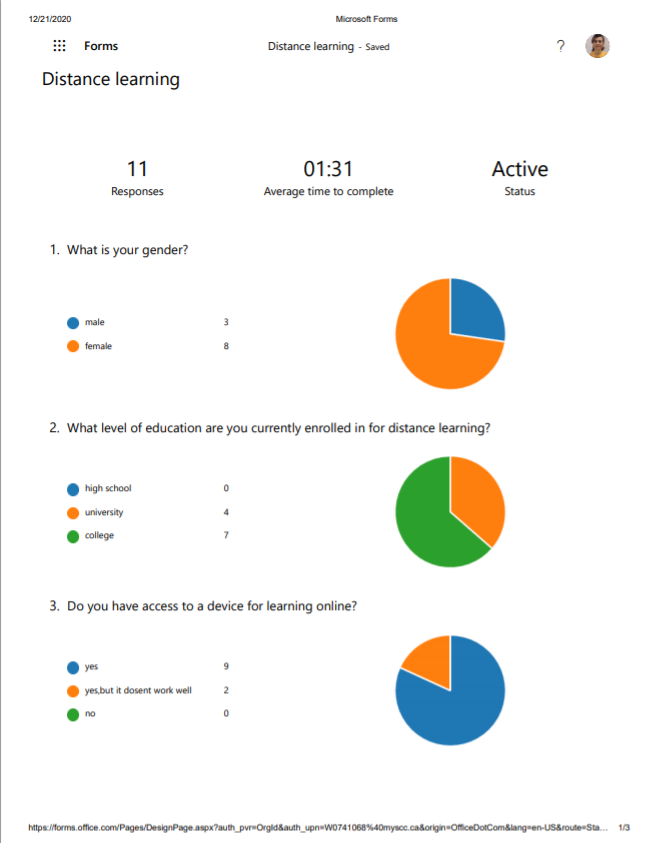 12/21/2020 Microsoft Forms
Forms Distance learning - Saved ?
Distance learning
11 01:31 Active
Responses Average time to complete Status
1. What is your gender?
male 3
female 8
2. What level of education are you currently enrolled in for distance learning?
high school 0
university 4
college 7
3. Do you have access to a device for learning online?
yes 9
yes,but it dosent work well 2
no 0
https://forms.office.com/Pages/DesignPage.aspx?auth_pvr=OrgId&auth_upn=W0741068%40myscc.ca&origin=OfficeDotCom&lang=en-US&route=Sta... 1/3